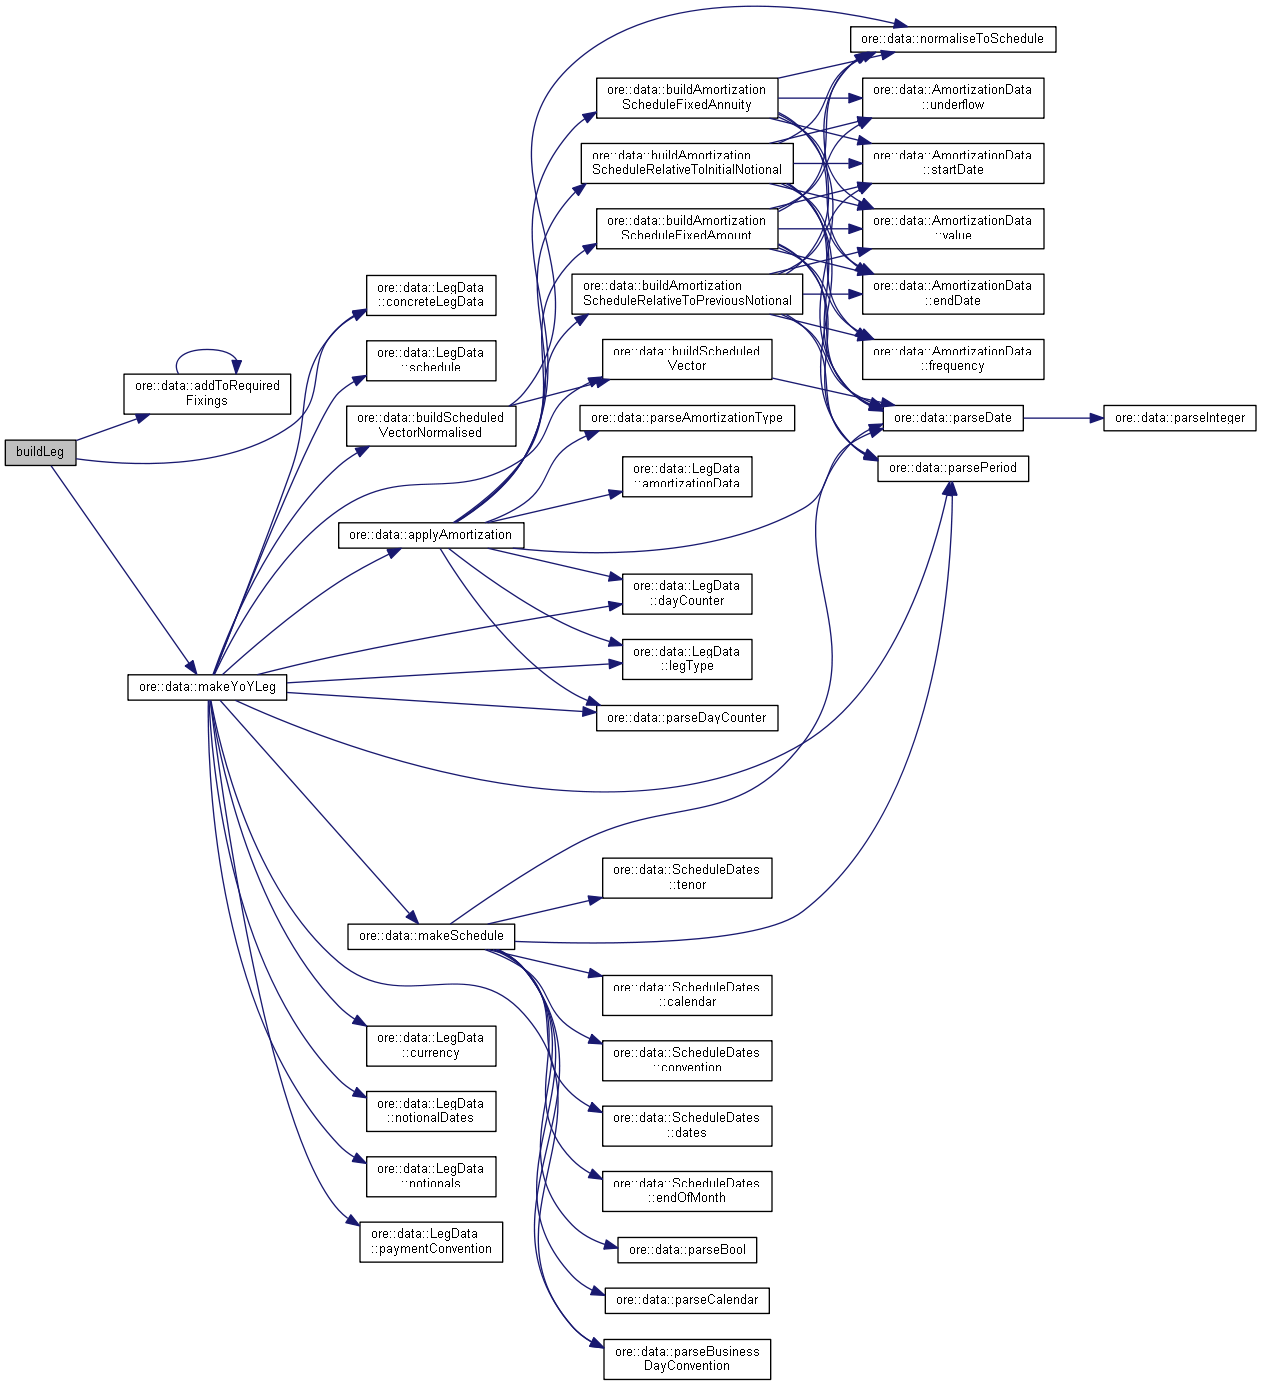 ore::data::normaliseToSchedule
ore::data::buildAmortization
ScheduleFixedAnnuity
ore::data::AmortizationData
::underflow
ore::data::buildAmortization
ScheduleRelativeToInitialNotional
ore::data::AmortizationData
::startDate
ore::data::buildAmortization
ScheduleFixedAmount
ore::data::AmortizationData
::value
ore::data::LegData
::concreteLegData
ore::data::buildAmortization
ScheduleRelativeToPreviousNotional
ore::data::AmortizationData
::endDate
ore::data::LegData
::schedule
ore::data::buildScheduled
Vector
ore::data::AmortizationData
::frequency
ore::data::addToRequired
Fixings
ore::data::buildScheduled
VectorNormalised
ore::data::parseAmortizationType
ore::data::parseDate
ore::data::parseInteger
buildLeg
ore::data::LegData
::amortizationData
ore::data::parsePeriod
ore::data::applyAmortization
ore::data::LegData
::dayCounter
ore::data::LegData
::legType
ore::data::makeYoYLeg
ore::data::parseDayCounter
ore::data::ScheduleDates
::tenor
ore::data::makeSchedule
ore::data::ScheduleDates
::calendar
ore::data::LegData
::currency
ore::data::ScheduleDates
::convention
ore::data::LegData
::notionalDates
ore::data::ScheduleDates
::dates
ore::data::LegData
::notionals
ore::data::ScheduleDates
::endOfMonth
ore::data::LegData
::paymentConvention
ore::data::parseBool
ore::data::parseCalendar
ore::data::parseBusiness
DayConvention